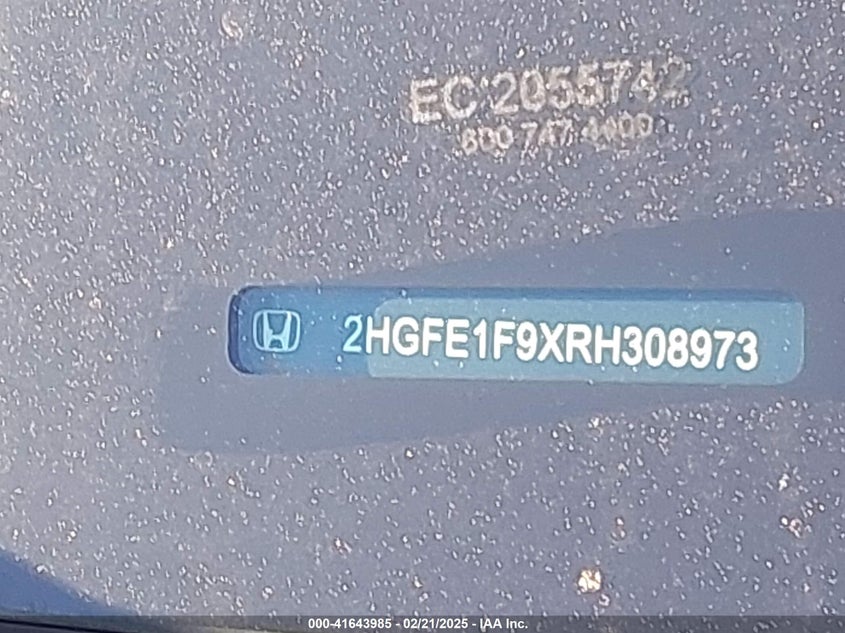 EC 2055742
800 747 4400
2HGFE1F9XRH308973
000-41643985 - 02/21/2025 - IAA Inc.